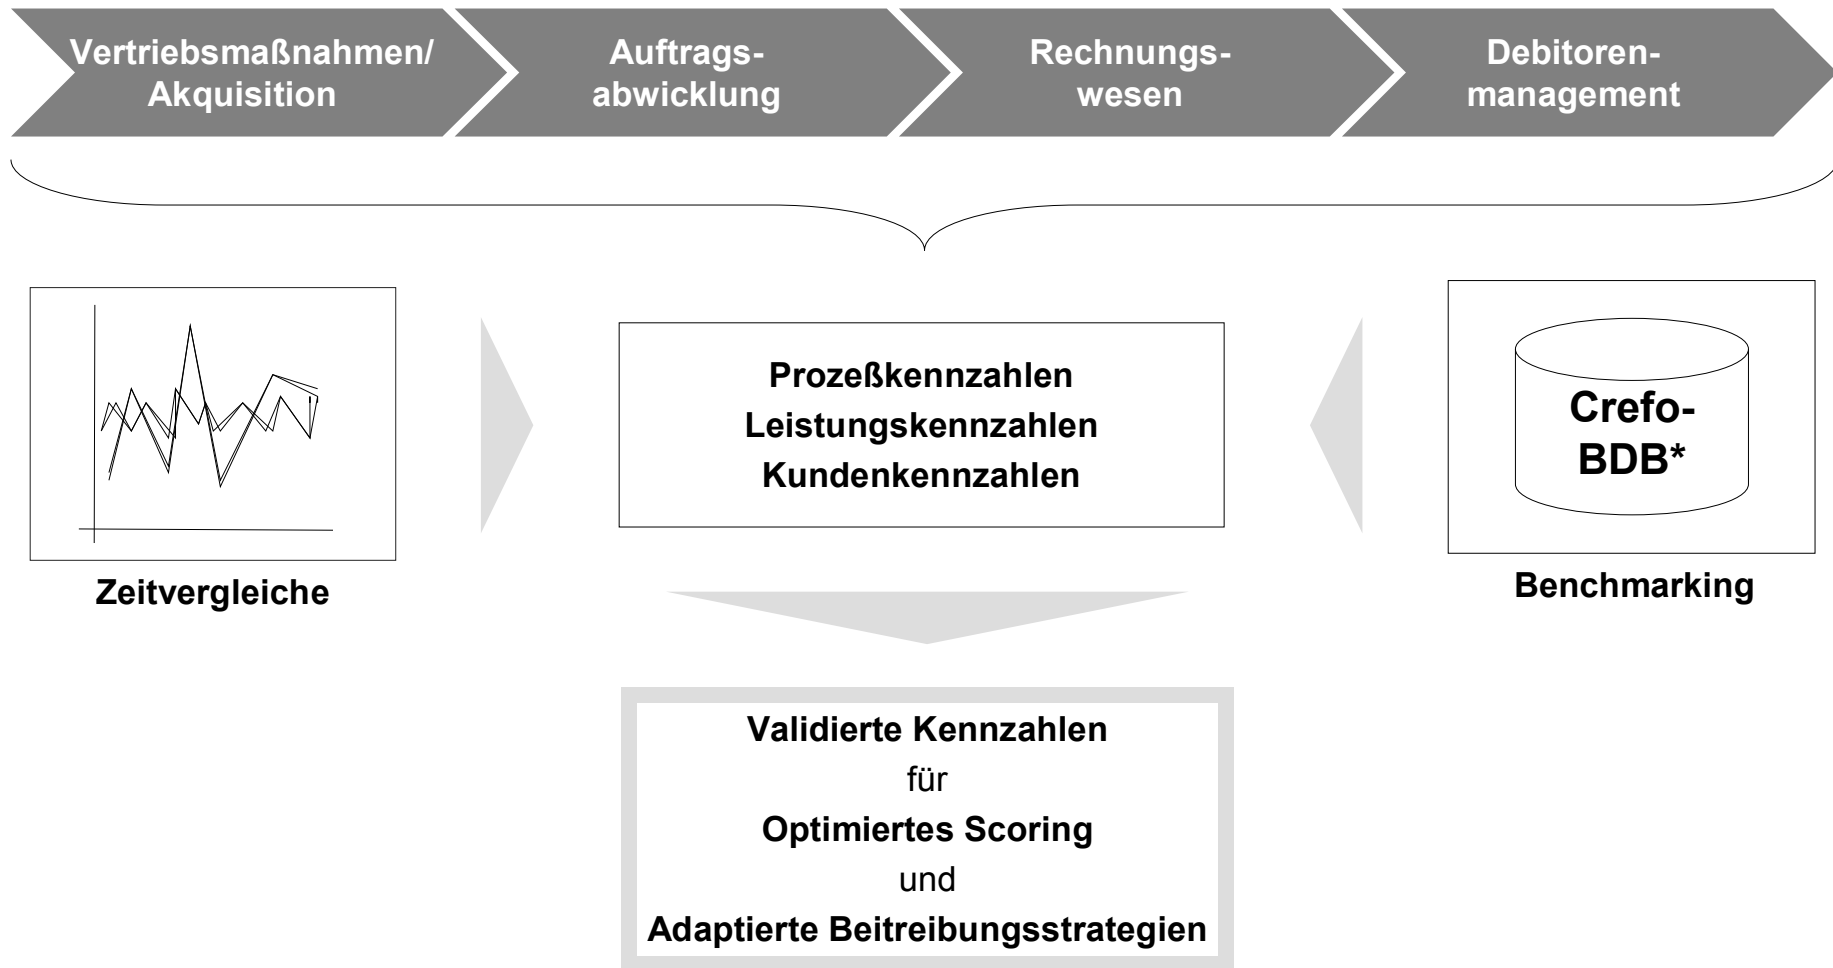 Vertriebsmaßnahmen/
Akquisition
Auftrags-
abwicklung
Rechnungs-
wesen
Debitoren-
management
Prozeßkennzahlen
Leistungskennzahlen
Kundenkennzahlen
Crefo-
BDB*
Zeitvergleiche
Benchmarking
Validierte Kennzahlen
für
Optimiertes Scoring
und
Adaptierte Beitreibungsstrategien